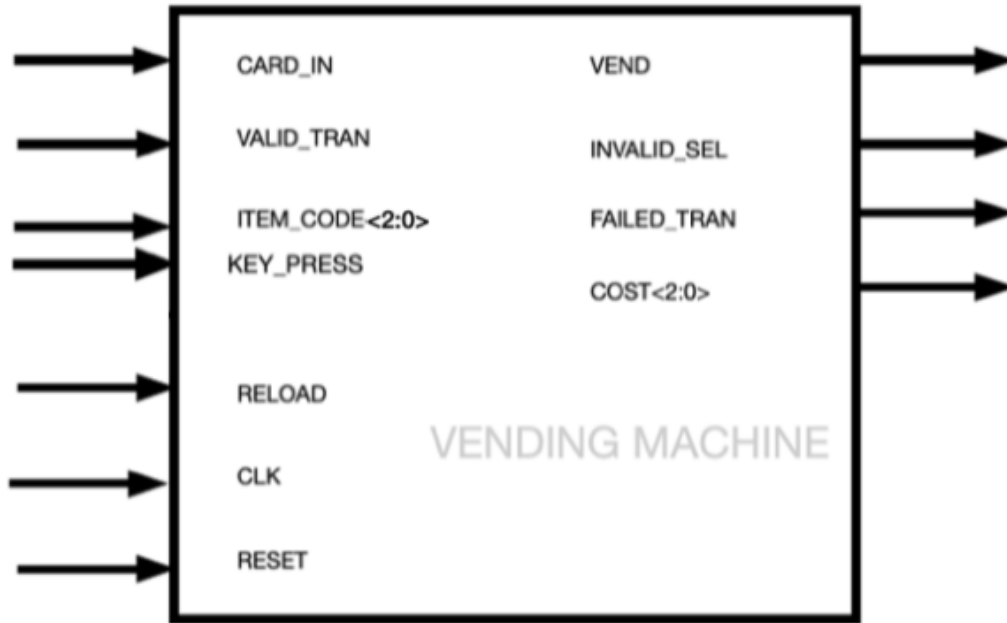 CARD_IN
VALID_TRAN
ITEM_CODE<2:0>
KEY_PRESS
RELOAD
CLK
RESET
VEND
INVALID_SEL
FAILED_TRAN
COST<2:0>
VENDING MACHINE